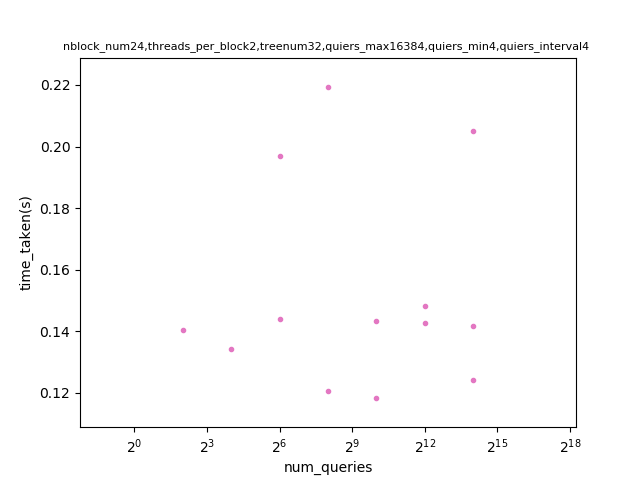 nblock_num24,threads_per_block2,treenum32,quiers_max16384,quiers_min4,quiers_interval4
0.22
0.20
0.18
0.16
0.14
0.12
time_taken(s)
2^0 2^3 2^6 2^9 2^12 2^15 2^18
num_queries